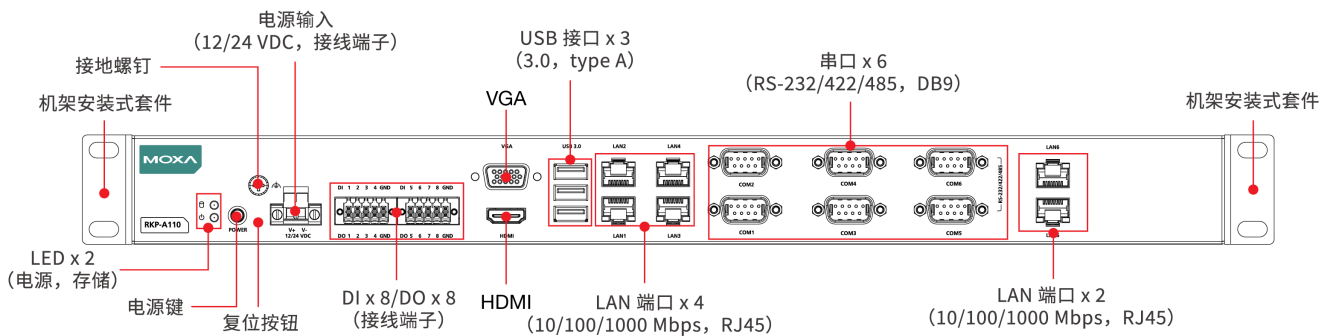 电源输入
(12/24 VDC，接线端子)
接地螺钉
机架安装式套件
VGA
USB 接口 x 3
(3.0，type A)
串口 x 6
(RS-232/422/485，DB9)
机架安装式套件
MOXA
VGA
USB 3.0
LAN2
LAN4
LAN6
DI 1 2 3 4 GND DI 5 6 7 8 GND
COM2
COM4
COM6
RS-232/422/485
RKP-A110
POWER
V+ V-
12/24 VDC
DO 1 2 3 4 GND DO 5 6 7 8 GND
HDMI
LAN1
LAN3
COM1
COM3
COM5
LED x 2
(电源，存储)
电源键
复位按钮
DI x 8/DO x 8
(接线端子)
HDMI
LAN 端口 x 4
(10/100/1000 Mbps，RJ45)
LAN 端口 x 2
(10/100/1000 Mbps，RJ45)